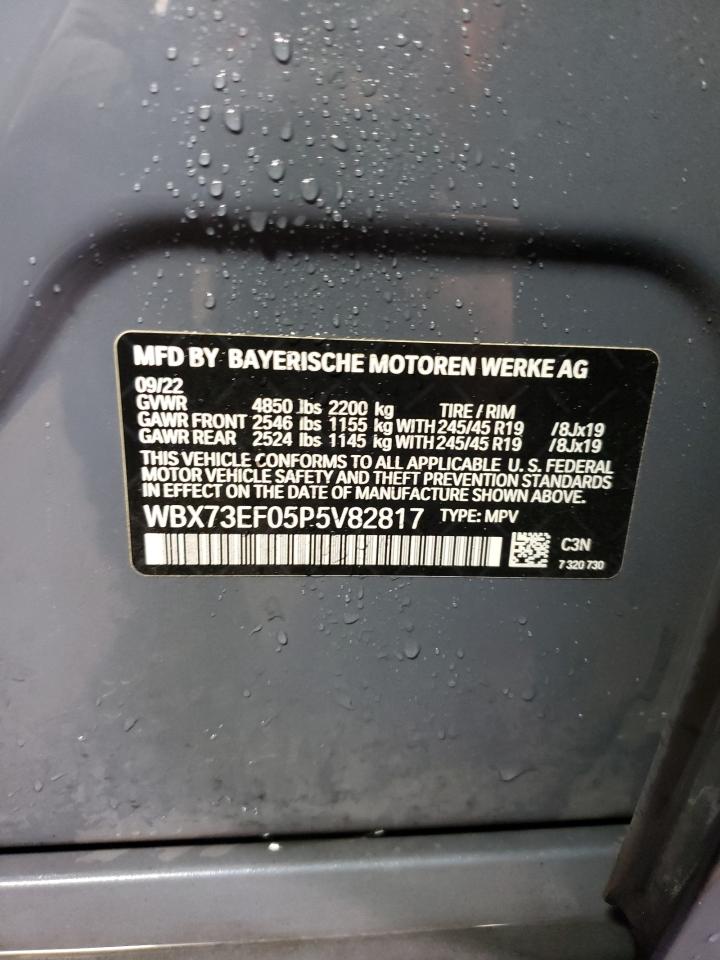 MFD BY BAYERISCHE MOTOREN WERKE AG
09/22
GVWR 4850 lbs 2200 kg TIRE / RIM
GAWR FRONT 2546 lbs 1155 kg WITH 245/45 R19 /8Jx19
GAWR REAR 2524 lbs 1145 kg WITH 245/45 R19 /8Jx19
THIS VEHICLE CONFORMS TO ALL APPLICABLE U. S. FEDERAL
MOTOR VEHICLE SAFETY AND THEFT PREVENTION STANDARDS
IN EFFECT ON THE DATE OF MANUFACTURE SHOWN ABOVE.
WBX73EF05P5V82817 TYPE: MPV
C3N
7 320 730